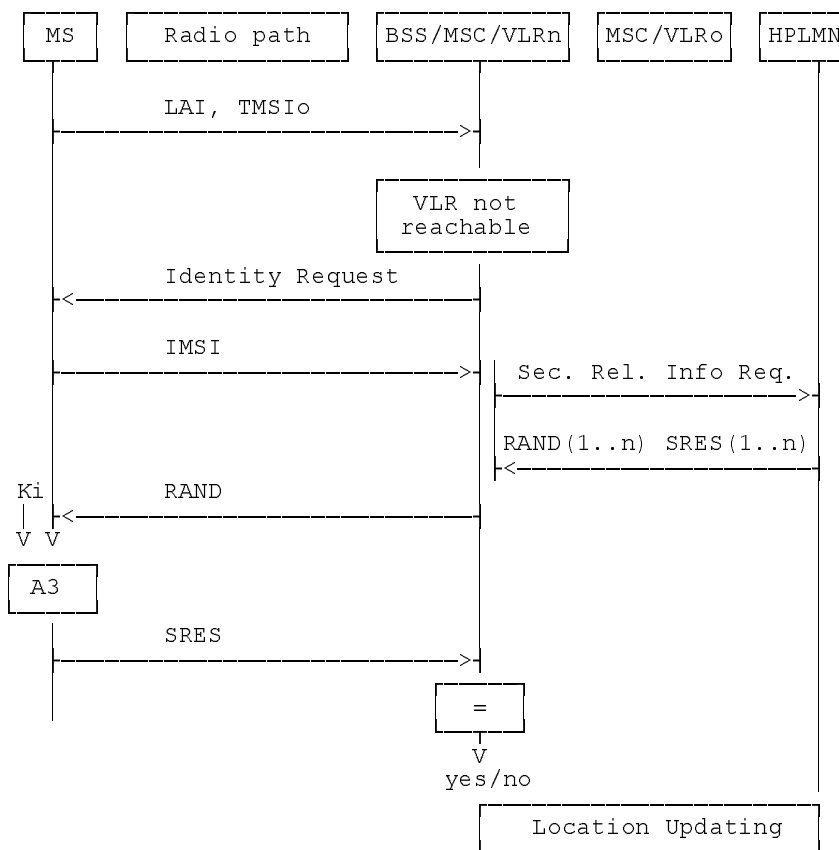 MS Radio path BSS/MSC/VLRn MSC/VLRo HPLMN
LAI, TMSIo
VLR not
reachable
Identity Request
IMSI
Sec. Rel. Info Req.
RAND(1..n) SRES(1..n)
Ki RAND
V V
A3
SRES
=
V
yes/no
Location Updating